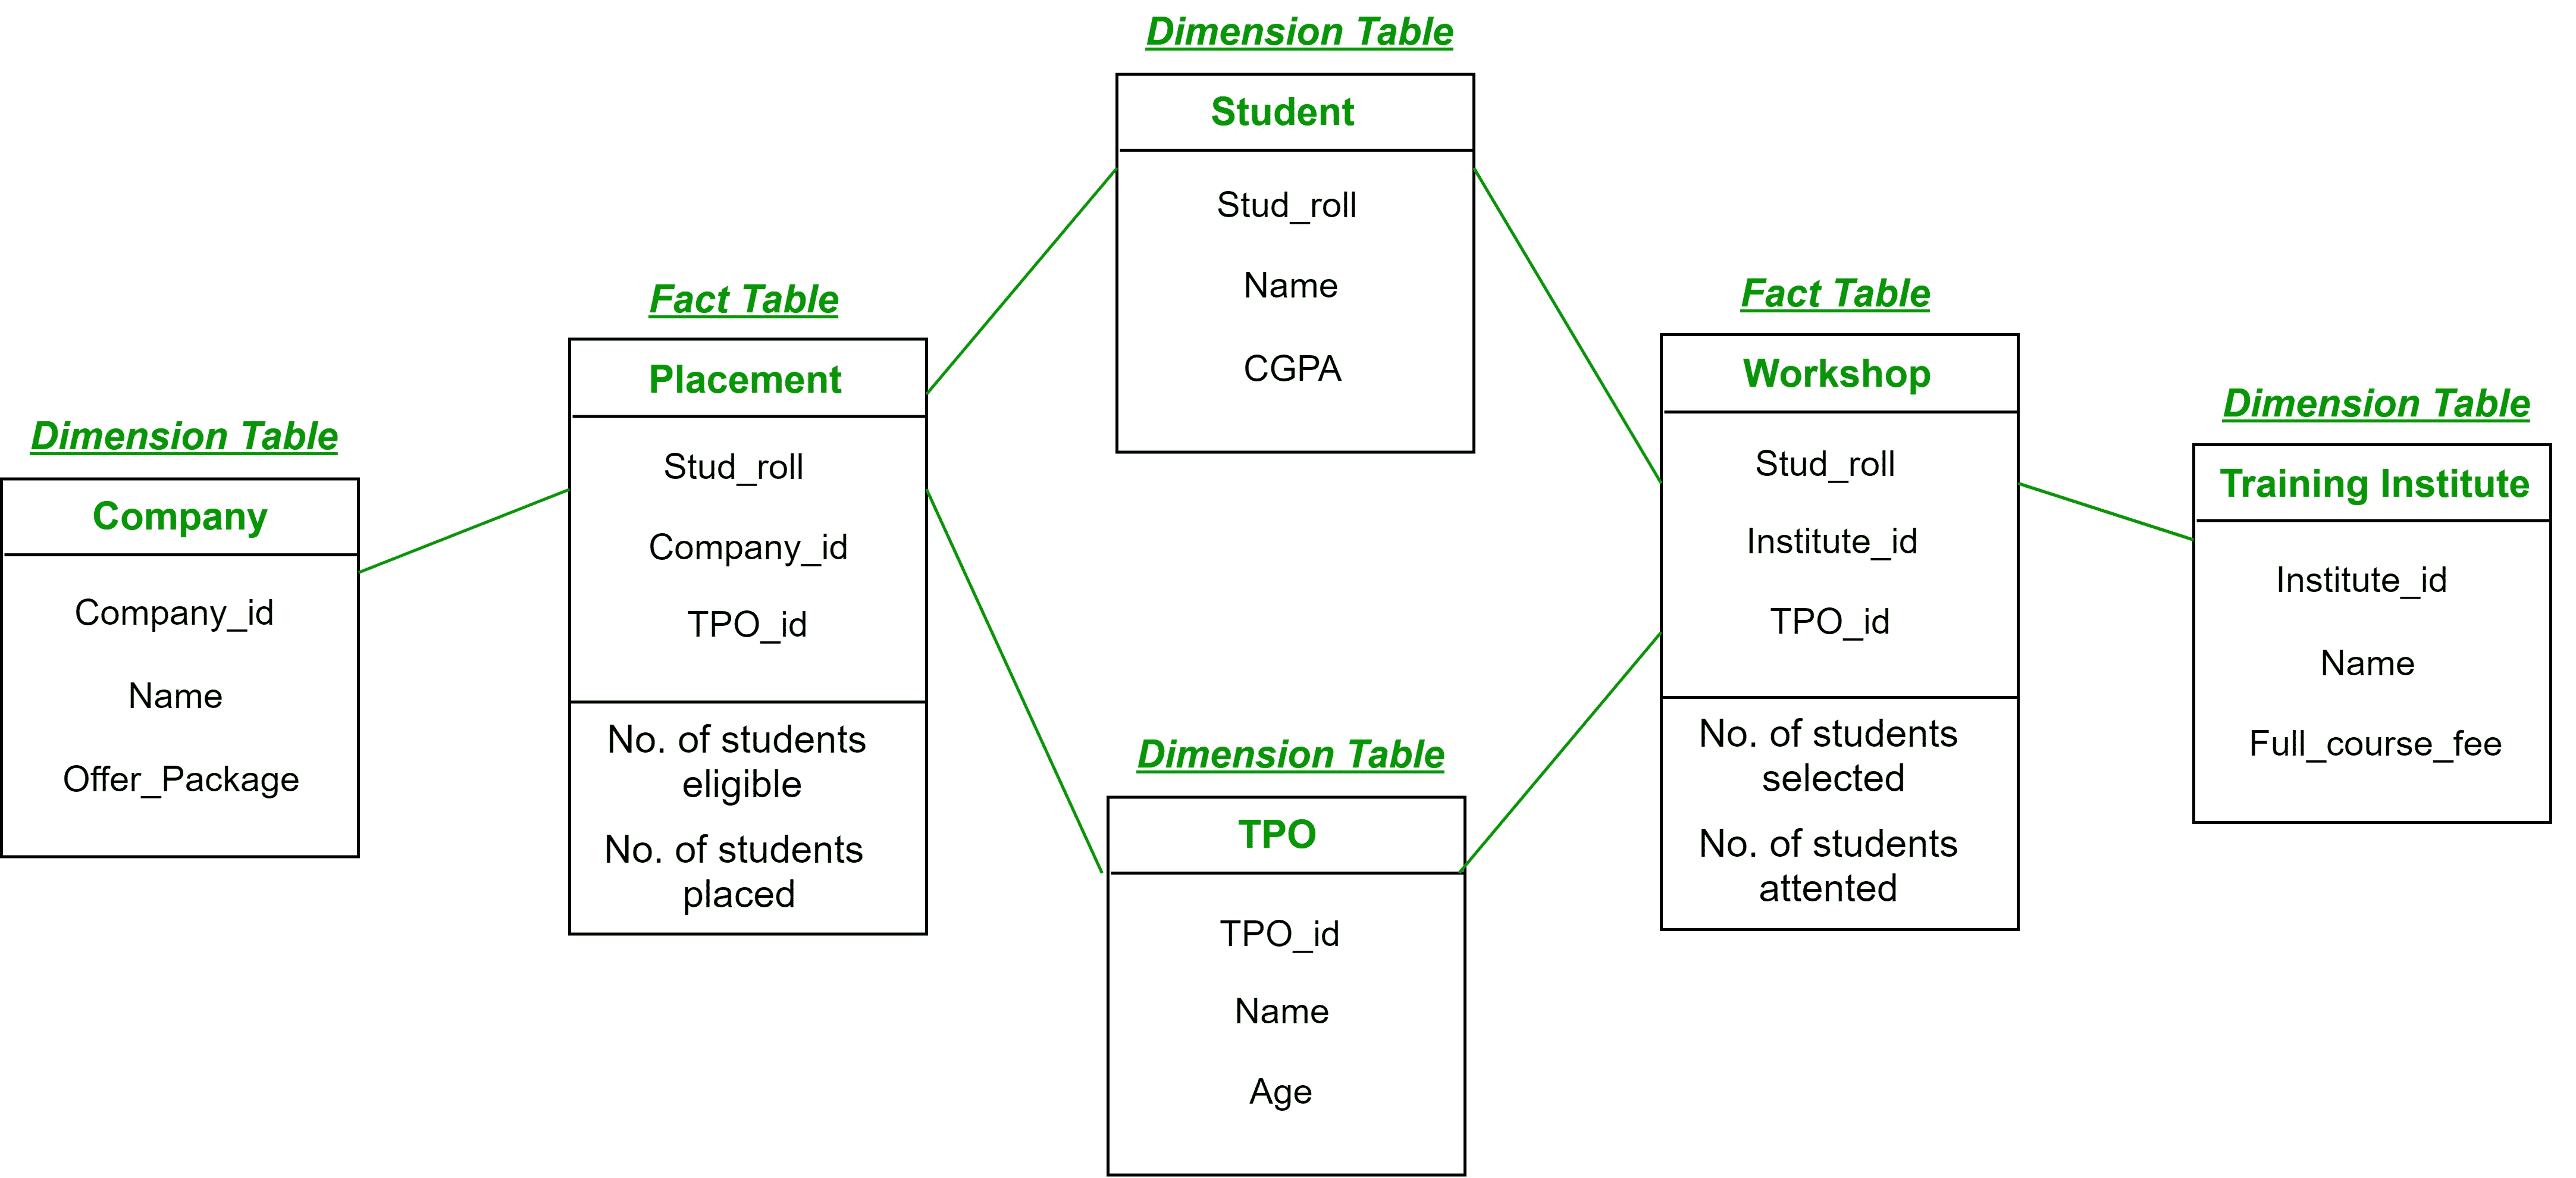 Dimension Table
Student
Stud_roll
Name
CGPA
Fact Table
Placement
Stud_roll
Company_id
TPO_id
No. of students
eligible
No. of students
placed
Fact Table
Workshop
Stud_roll
Institute_id
TPO_id
No. of students
selected
No. of students
attented
Dimension Table
Company
Company_id
Name
Offer_Package
Dimension Table
Training Institute
Institute_id
Name
Full_course_fee
Dimension Table
TPO
TPO_id
Name
Age